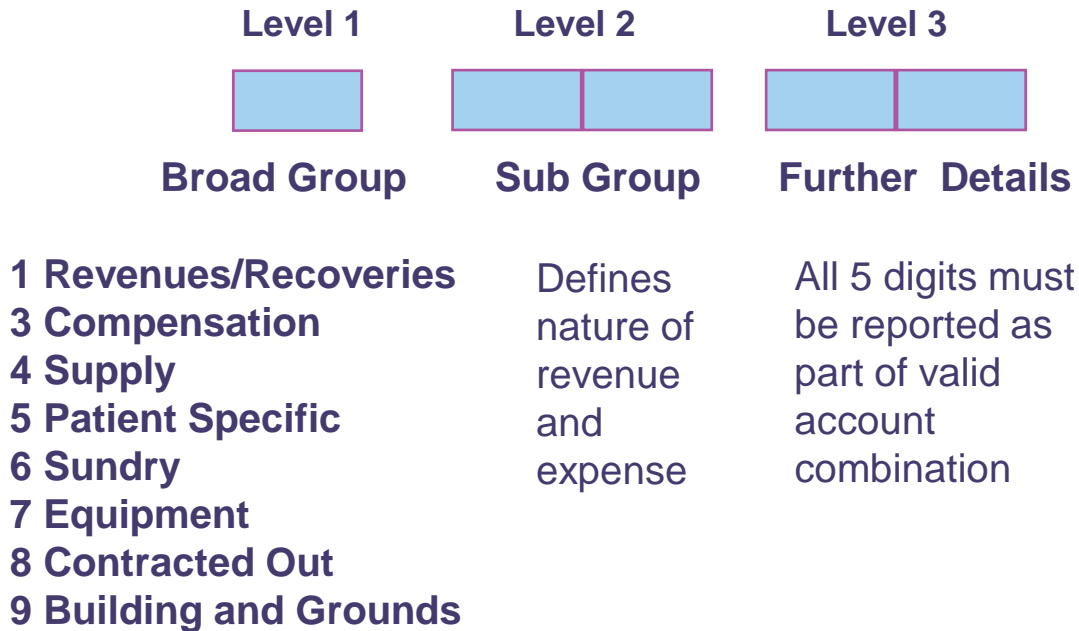 Level 1
Level 2
Level 3
Broad Group
Sub Group
Further Details
1 Revenues/Recoveries
3 Compensation
4 Supply
5 Patient Specific
6 Sundry
7 Equipment
8 Contracted Out
9 Building and Grounds
Defines
nature of
revenue
and
expense
All 5 digits must
be reported as
part of valid
account
combination